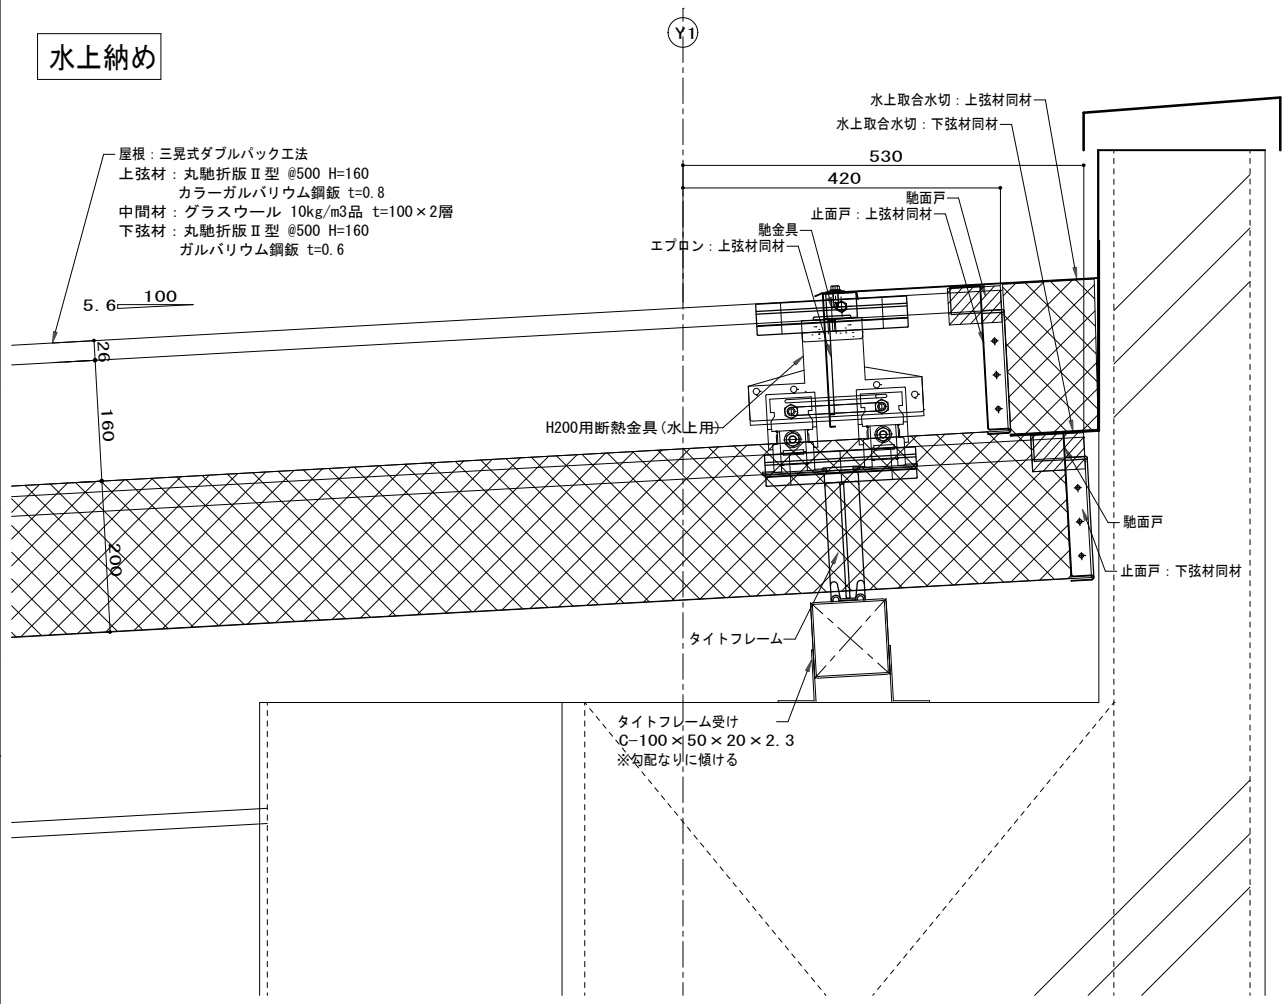 水上納め
Y1
水上取合水切：上弦材同材
水上取合水切：下弦材同材
屋根：三晃式ダブルパック工法
上弦材：丸馳折版Ⅱ型 @500 H=160
カラーガルバリウム鋼鈑 t=0.8
中間材：グラスウール 10kg/m3品 t=100×2層
下弦材：丸馳折版Ⅱ型 @500 H=160
ガルバリウム鋼鈑 t=0.6
530
420
馳面戸
止面戸：上弦材同材
馳金具
エプロン：上弦材同材
100
5.6
26
160
H200用断熱金具(水上用)
200
馳面戸
止面戸：下弦材同材
タイトフレーム
タイトフレーム受け
C-100×50×20×2.3
※勾配なりに傾ける